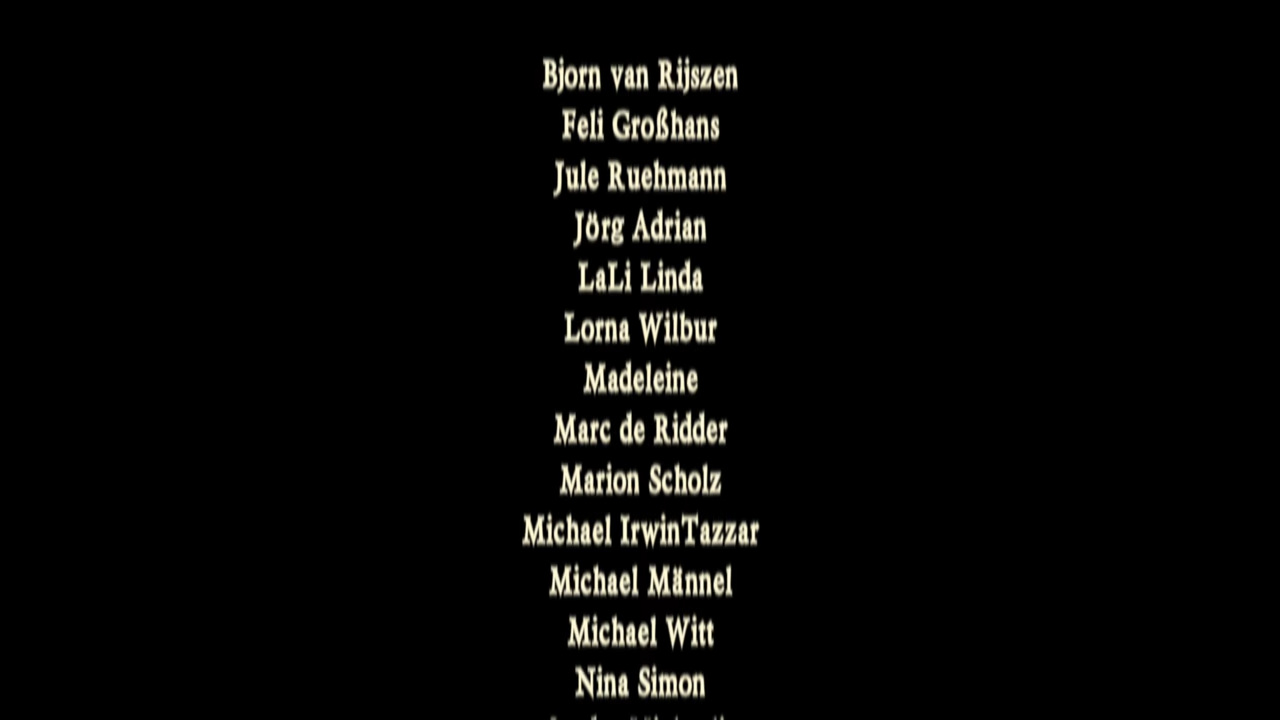 Bjorn van Rijszen
Feli Großhans
Jule Ruehmann
Jörg Adrian
LaLi Linda
Lorna Wilbur
Madeleine
Marc de Ridder
Marion Scholz
Michael IrwinTazzar
Michael Männel
Michael Witt
Nina Simon